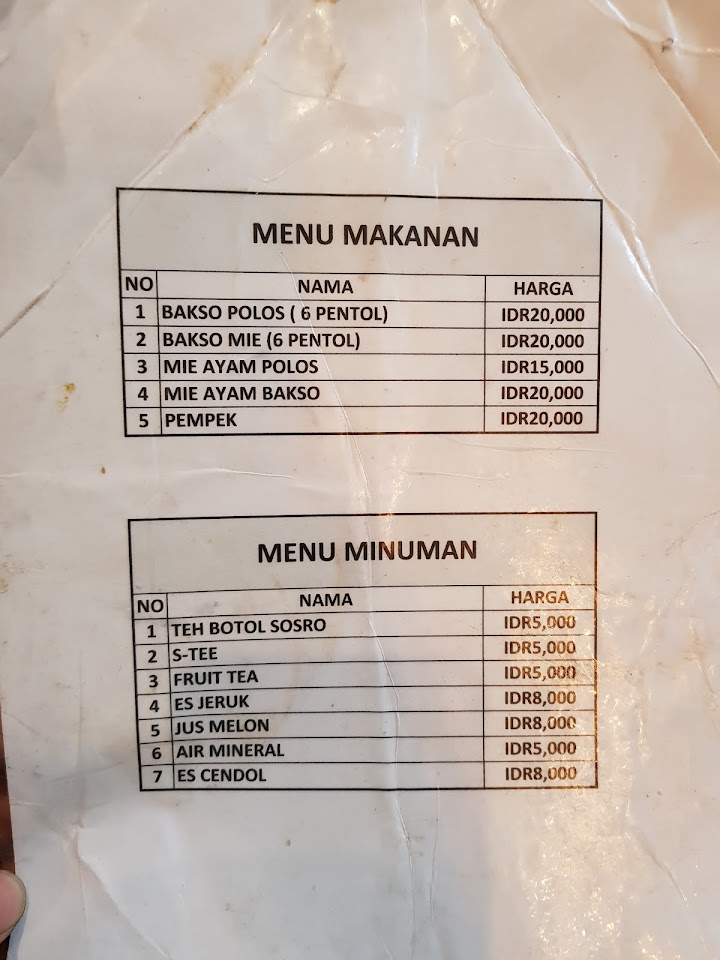 MENU MAKANAN
NO NAMA HARGA
1 BAKSO POLOS ( 6 PENTOL) IDR20,000
2 BAKSO MIE (6 PENTOL) IDR20,000
3 MIE AYAM POLOS IDR15,000
4 MIE AYAM BAKSO IDR20,000
5 PEMPEK IDR20,000
MENU MINUMAN
NO NAMA HARGA
1 TEH BOTOL SOSRO IDR5,000
2 S-TEE IDR5,000
3 FRUIT TEA IDR5,000
4 ES JERUK IDR8,000
5 JUS MELON IDR8,000
6 AIR MINERAL IDR5,000
7 ES CENDOL IDR8,000